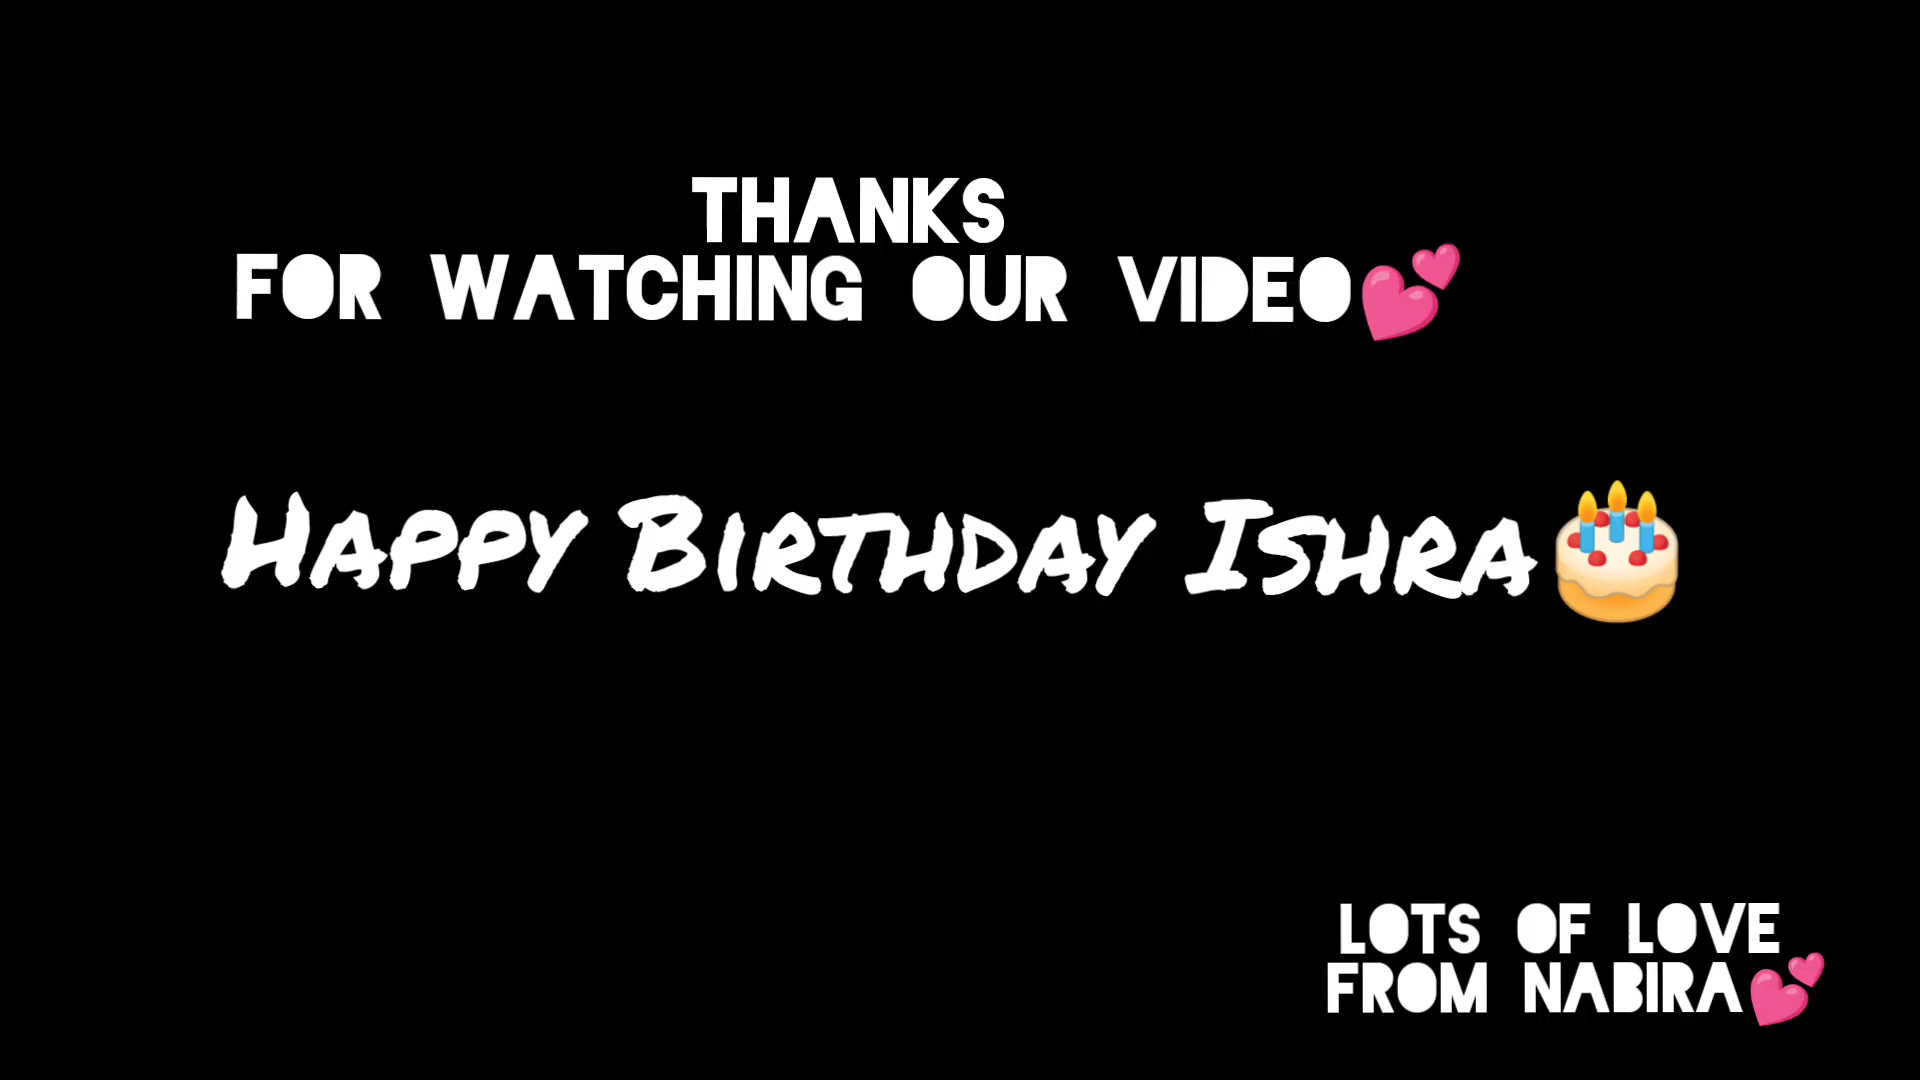 THANKS
FOR WATCHING OUR VIDEO💕
Happy Birthday Ishra🎂
LOTS OF LOVE
FROM NABIRA💕